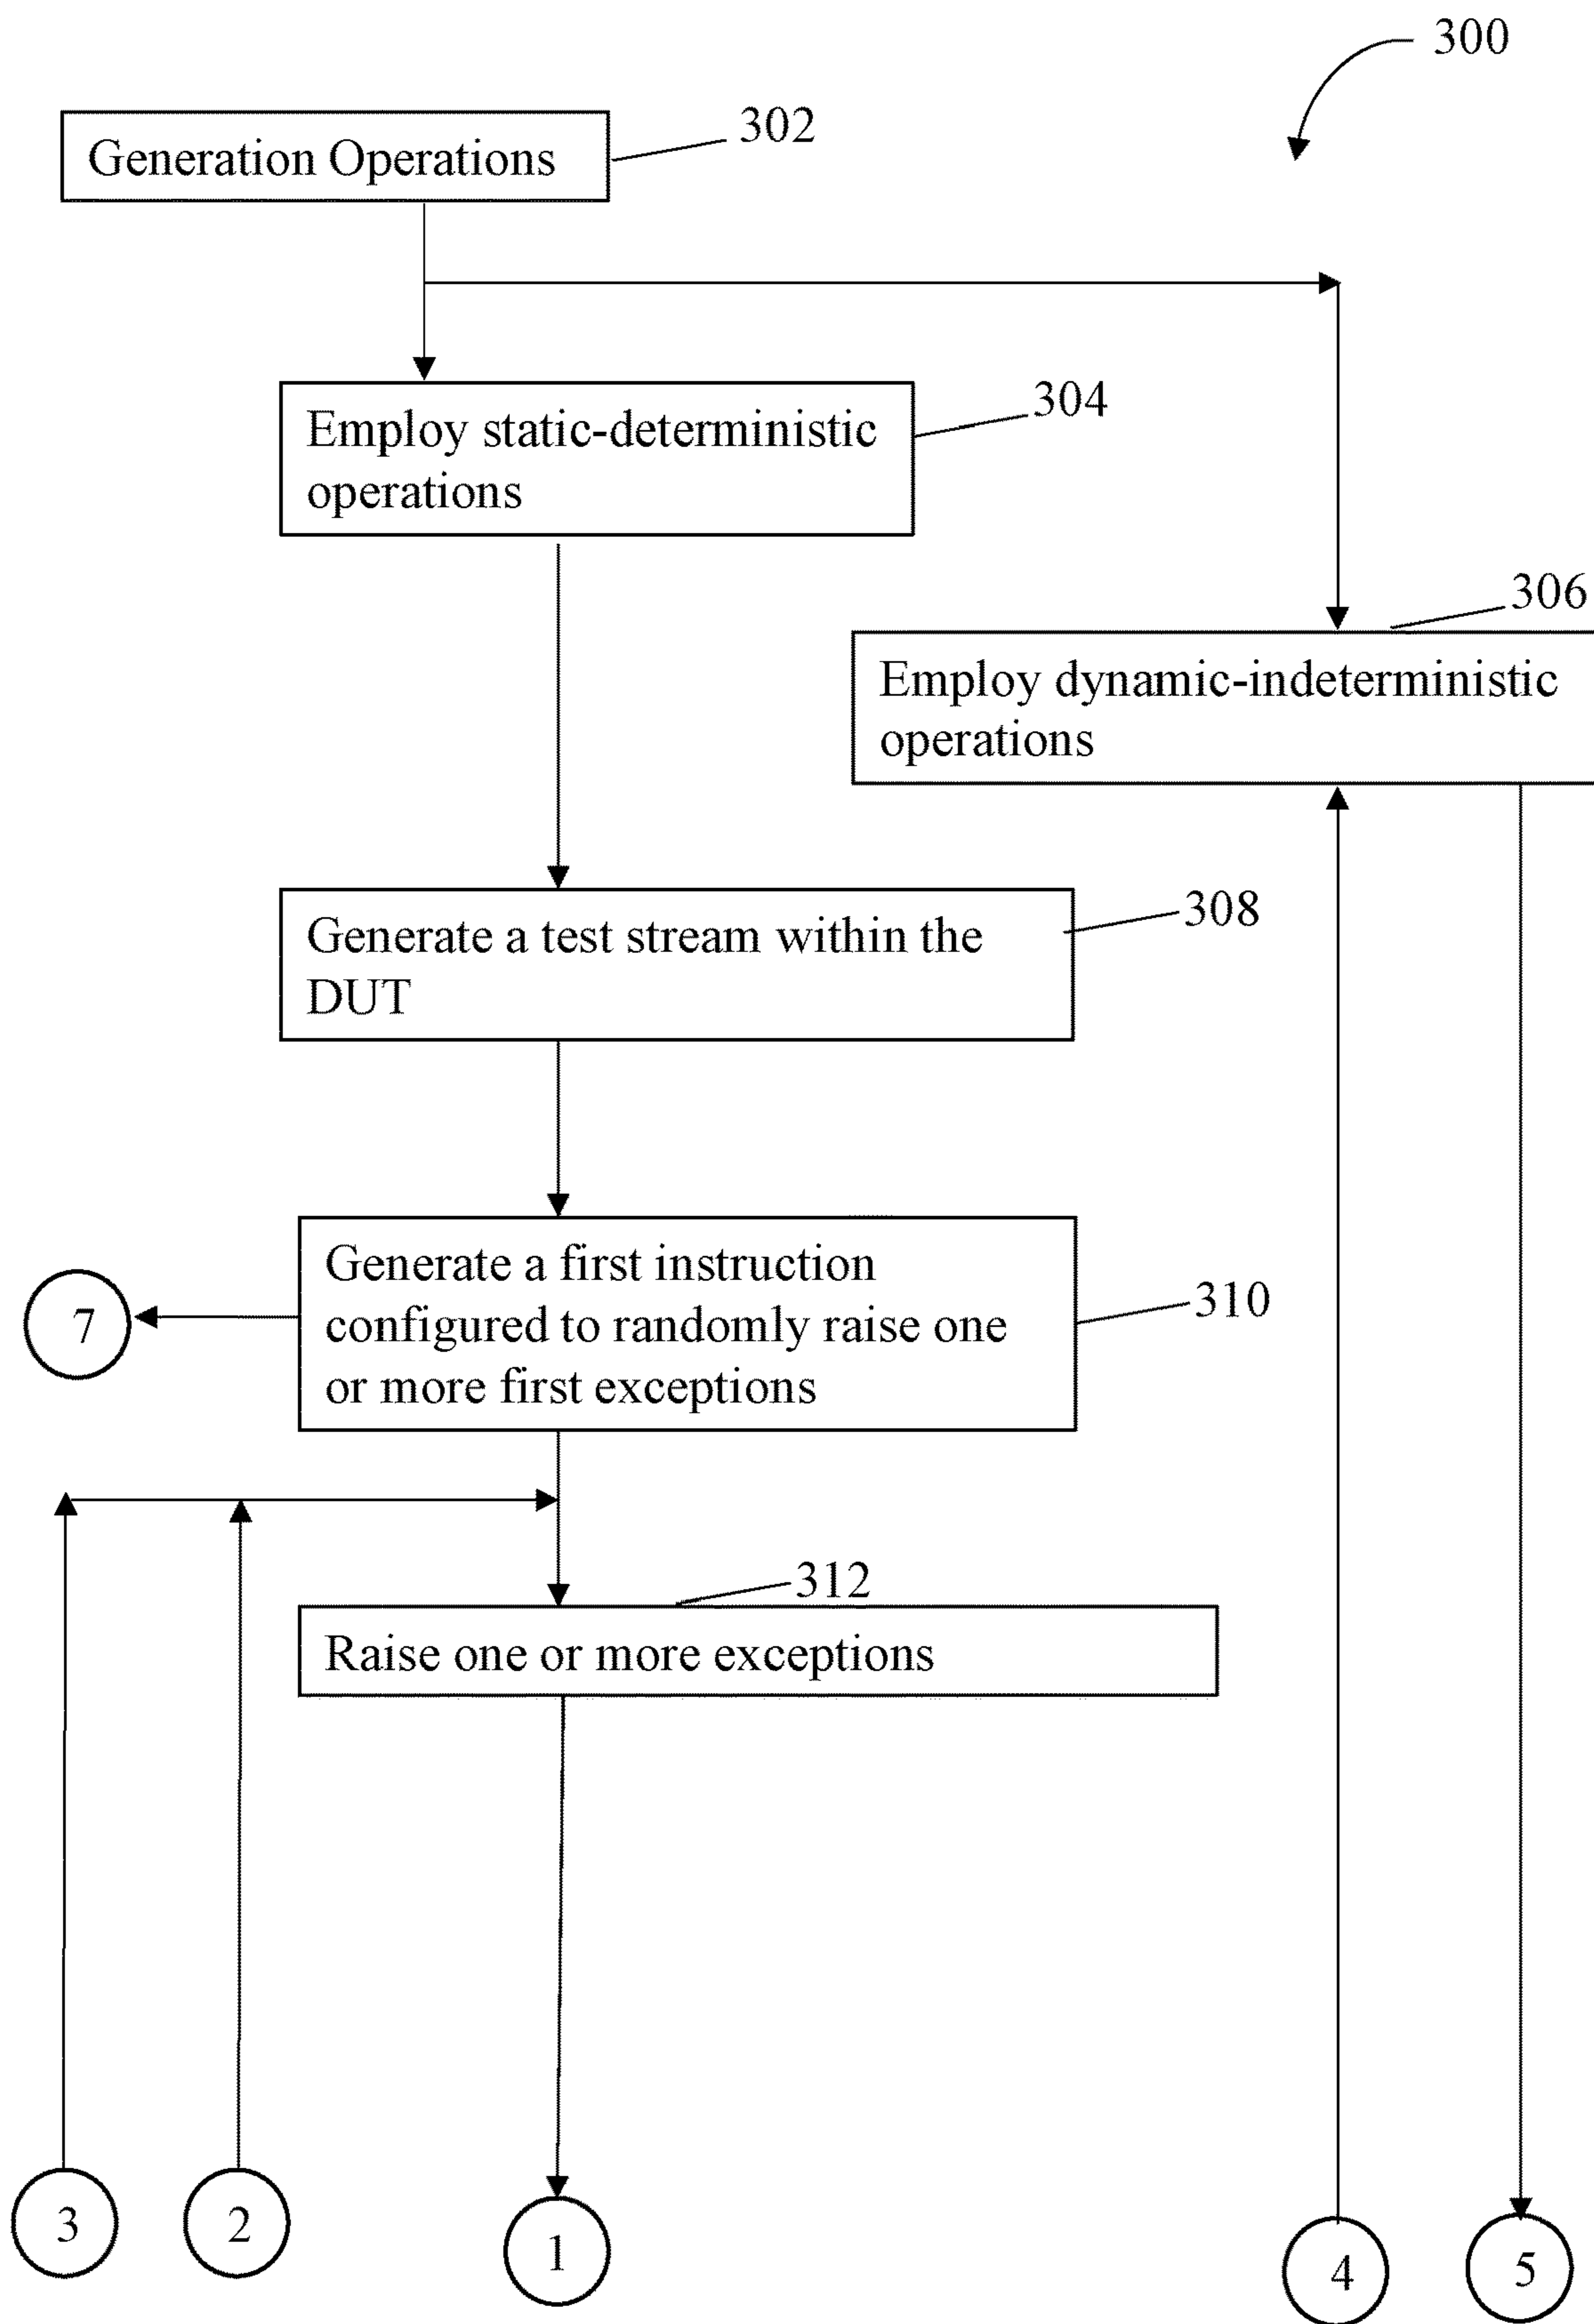 300
302
Generation Operations
304
Employ static-deterministic
operations
306
Employ dynamic-indeterministic
operations
308
Generate a test stream within the
DUT
Generate a first instruction
configured to randomly raise one
or more first exceptions
310
7
312
Raise one or more exceptions
3
2
1
4
5